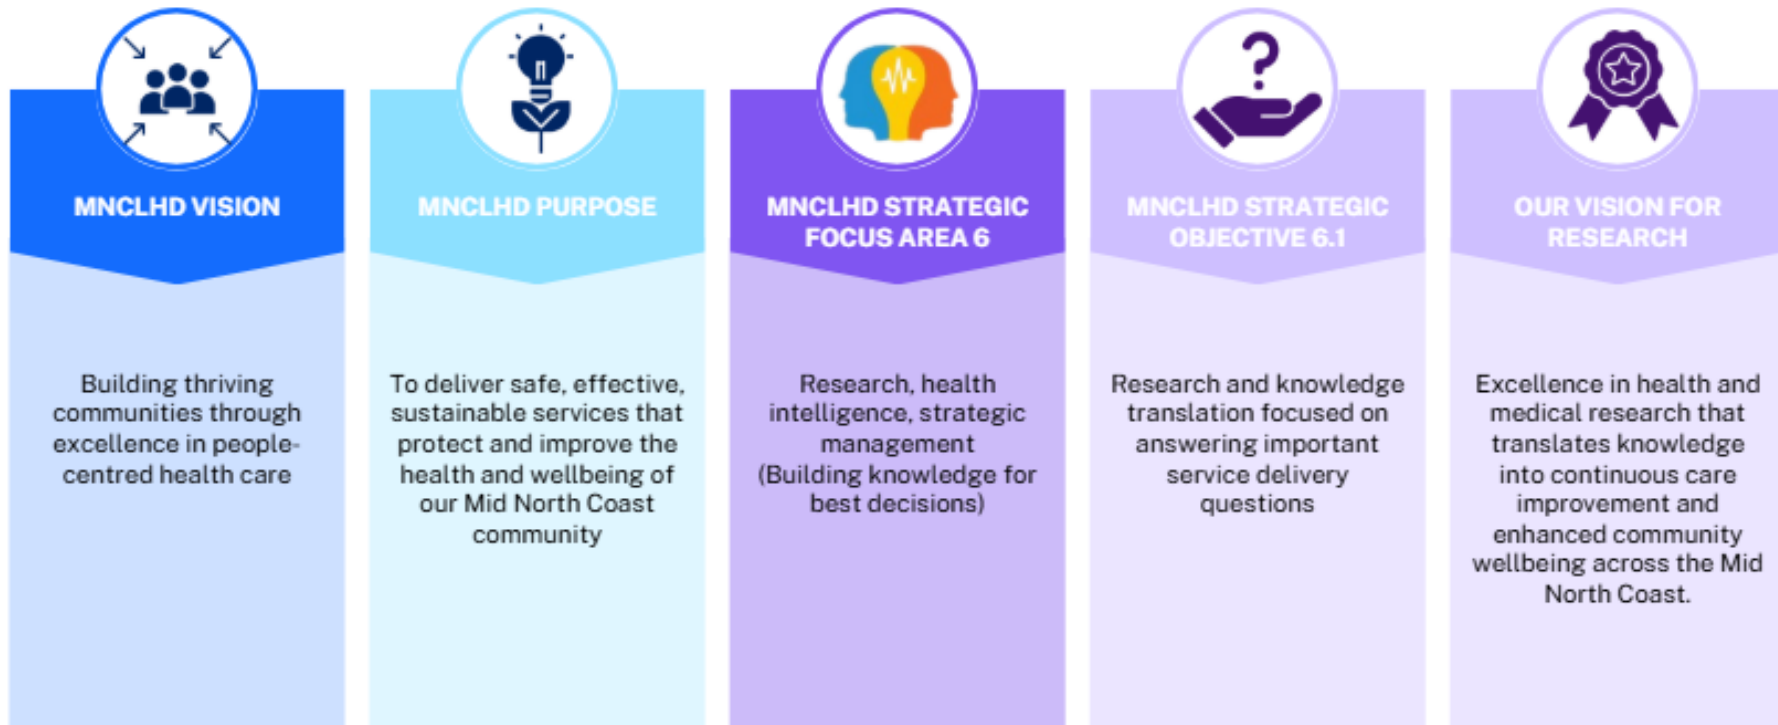 MNCLHD VISION
Building thriving
communities through
excellence in people-
centred health care
MNCLHD PURPOSE
To deliver safe, effective,
sustainable services that
protect and improve the
health and wellbeing of
our Mid North Coast
community
MNCLHD STRATEGIC
FOCUS AREA 6
Research, health
intelligence, strategic
management
(Building knowledge for
best decisions)
MNCLHD STRATEGIC
OBJECTIVE 6.1
Research and knowledge
translation focused on
answering important
service delivery
questions
OUR VISION FOR
RESEARCH
Excellence in health and
medical research that
translates knowledge
into continuous care
improvement and
enhanced community
wellbeing across the Mid
North Coast.